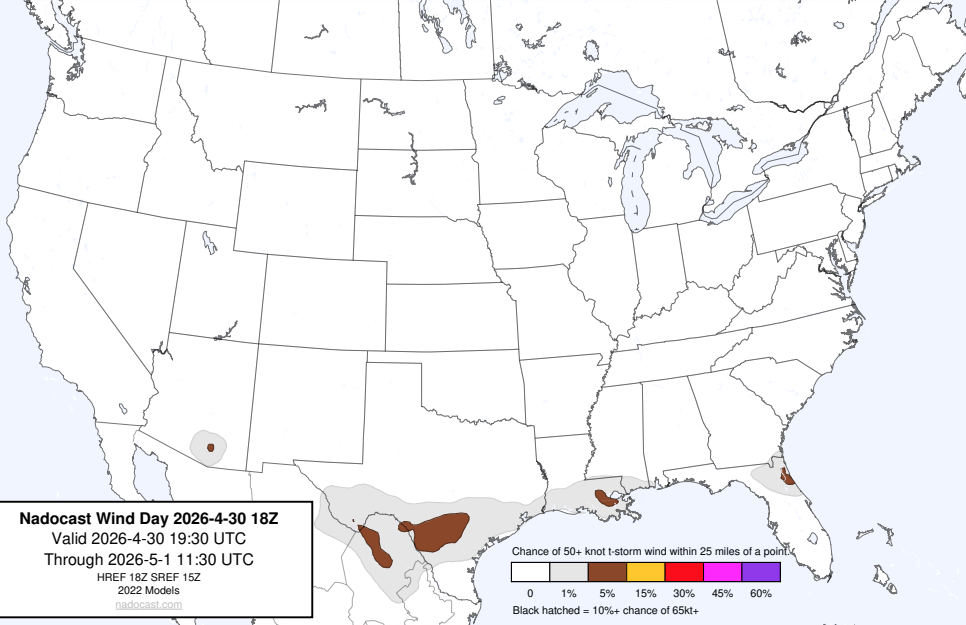 Nadocast Wind Day 2026-4-30 18Z
Valid 2026-4-30 19:30 UTC
Through 2026-5-1 11:30 UTC
HREF 18Z SREF 15Z
2022 Models
nadocast.com
Chance of 50+ knot t-storm wind within 25 miles of a point.
0 1% 5% 15% 30% 45% 60%
Black hatched = 10%+ chance of 65kt+